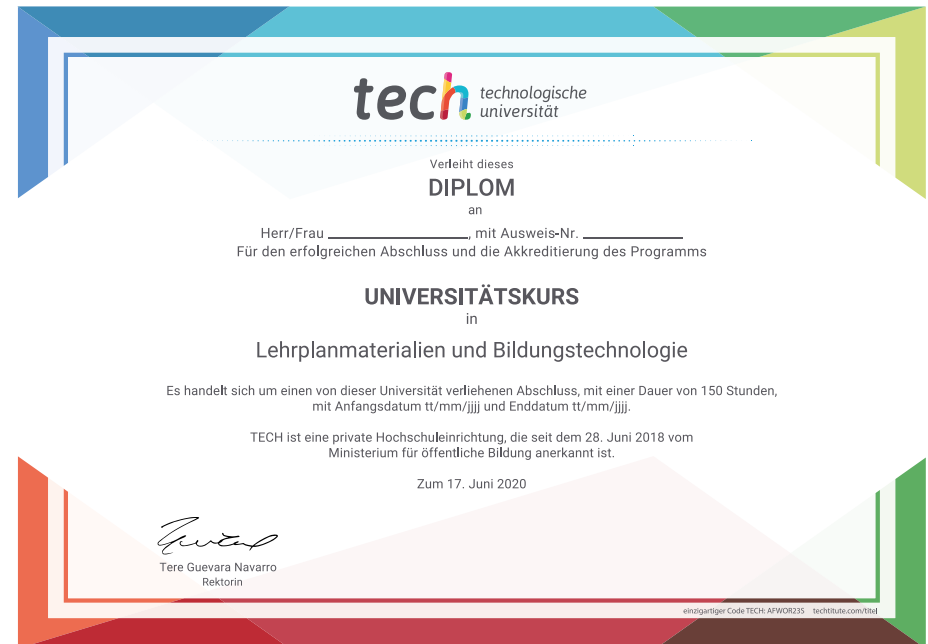 tech technologische
universität
Verleiht dieses
DIPLOM
an
Herr/Frau ____________________, mit Ausweis-Nr. ______________
Für den erfolgreichen Abschluss und die Akkreditierung des Programms
UNIVERSITÄTSKURS
in
Lehrplanmaterialien und Bildungstechnologie
Es handelt sich um einen von dieser Universität verliehenen Abschluss, mit einer Dauer von 150 Stunden,
mit Anfangsdatum tt/mm/jjjj und Enddatum tt/mm/jjjj.
TECH ist eine private Hochschuleinrichtung, die seit dem 28. Juni 2018 vom
Ministerium für öffentliche Bildung anerkannt ist.
Zum 17. Juni 2020
Tere Guevara Navarro
Rektorin
einzigartiger Code TECH: AFWOR23S techtitute.com/titel